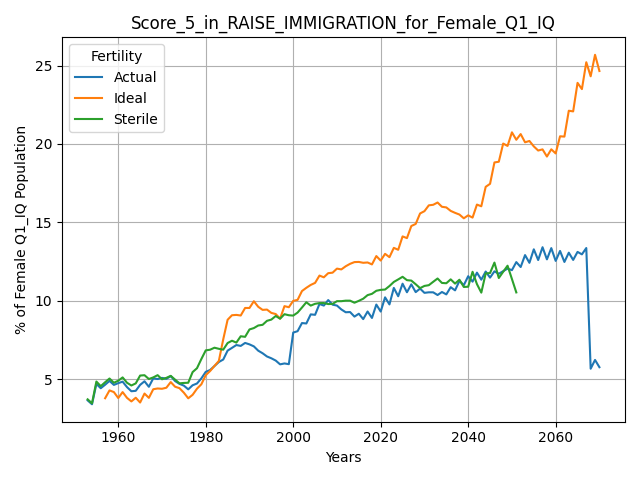 Score_5_in_RAISE_IMMIGRATION_for_Female_Q1_IQ
Fertility
Actual
Ideal
Sterile
% of Female Q1_IQ Population
25
20
15
10
5
1960 1980 2000 2020 2040 2060
Years